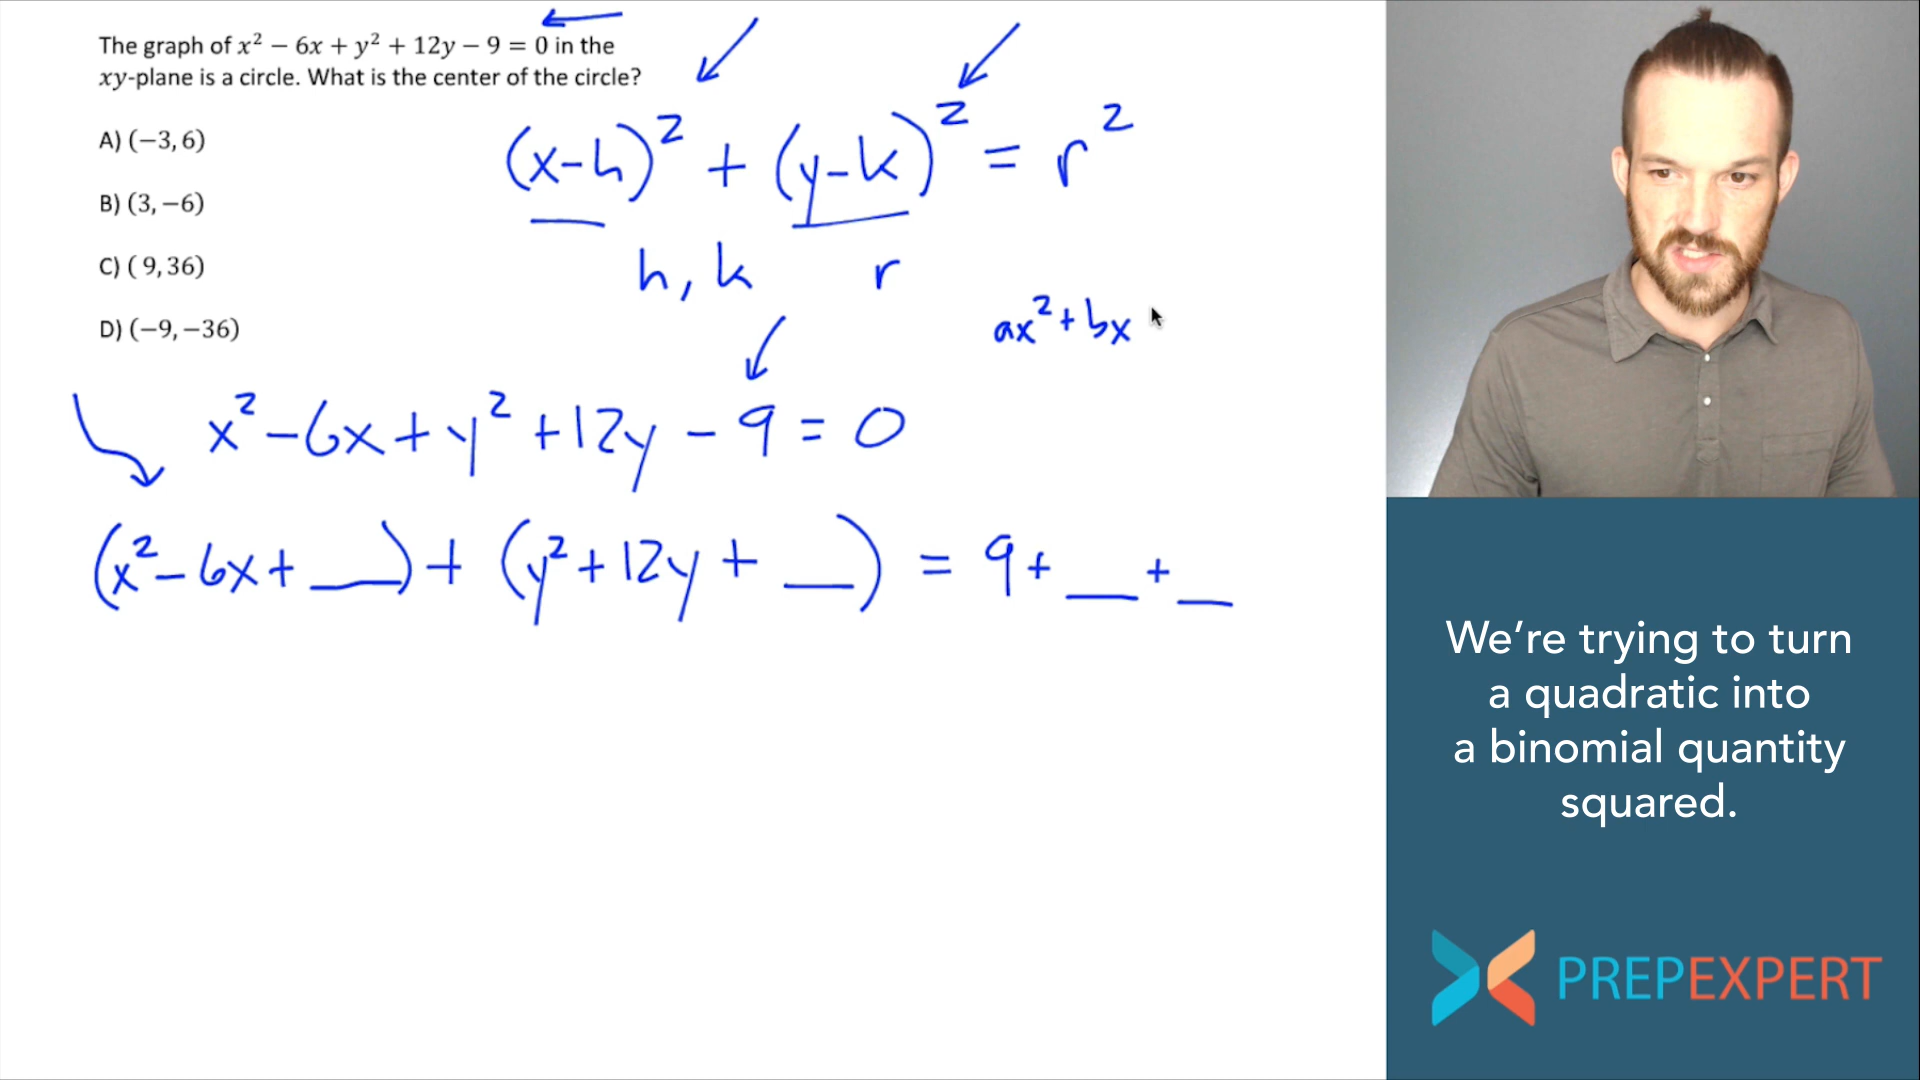 The graph of x² − 6x + y² + 12y − 9 = 0 in the
xy-plane is a circle. What is the center of the circle?
A) (−3, 6)
B) (3, −6)
C) ( 9, 36)
D) (−9, −36)
(x-h)² + (y-k)² = r²
h, k r
ax² + bx
x² - 6x + y² + 12y - 9 = 0
(x² - 6x + __) + (y² + 12y + __) = 9 + __ + __
We’re trying to turn
a quadratic into
a binomial quantity
squared.
PREPEXPERT